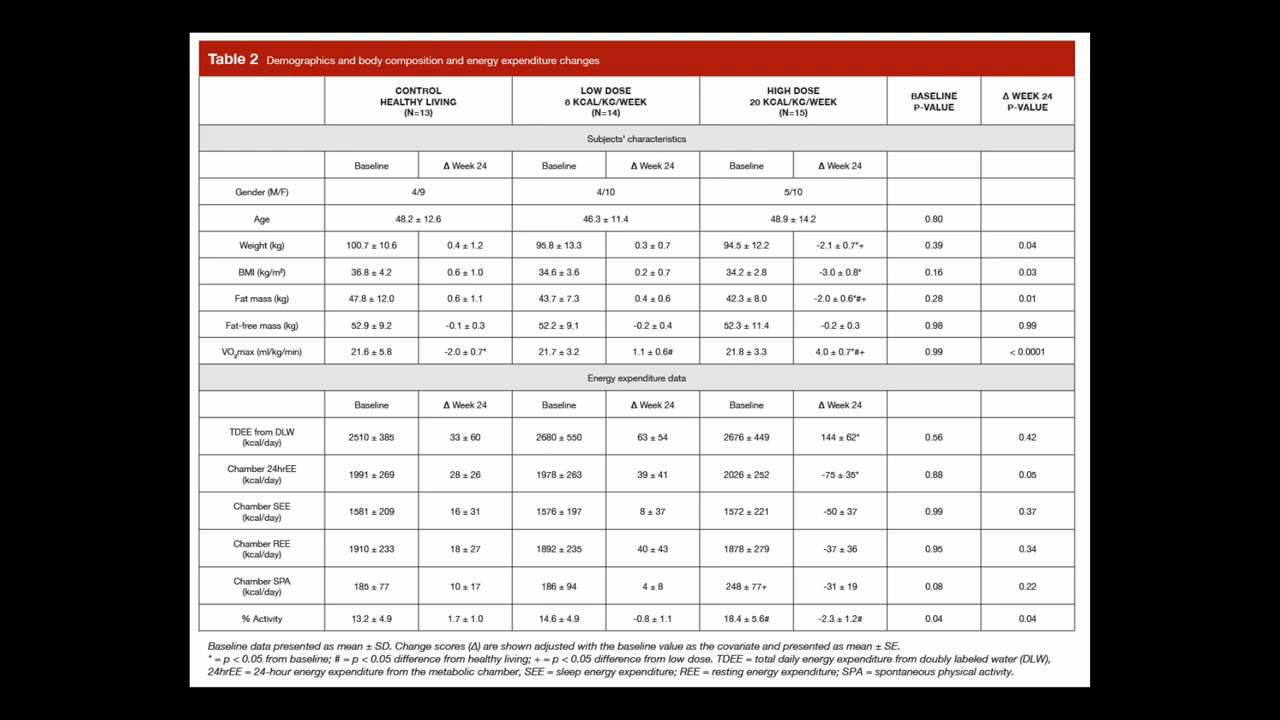 Table 2 Demographics and body composition and energy expenditure changes
CONTROL HEALTHY LIVING (N=13) LOW DOSE 8 KCAL/KG/WEEK (N=14) HIGH DOSE 20 KCAL/KG/WEEK (N=15) BASELINE P-VALUE Δ WEEK 24 P-VALUE
Subjects' characteristics
Baseline Δ Week 24 Baseline Δ Week 24 Baseline Δ Week 24
Gender (M/F) 4/9 4/10 5/10
Age 48.2 ± 12.6 46.3 ± 11.4 48.9 ± 14.2 0.80
Weight (kg) 100.7 ± 10.6 0.4 ± 1.2 95.8 ± 13.3 0.3 ± 0.7 94.5 ± 12.2 -2.1 ± 0.7*+ 0.39 0.04
BMI (kg/m²) 36.8 ± 4.2 0.6 ± 1.0 34.6 ± 3.6 0.2 ± 0.7 34.2 ± 2.8 -3.0 ± 0.8* 0.16 0.03
Fat mass (kg) 47.8 ± 12.0 0.6 ± 1.1 43.7 ± 7.3 0.4 ± 0.6 42.3 ± 8.0 -2.0 ± 0.6*#+ 0.28 0.01
Fat-free mass (kg) 52.9 ± 9.2 -0.1 ± 0.3 52.2 ± 9.1 -0.2 ± 0.4 52.3 ± 11.4 -0.2 ± 0.3 0.98 0.99
VO₂max (ml/kg/min) 21.6 ± 5.8 -2.0 ± 0.7* 21.7 ± 3.2 1.1 ± 0.6# 21.8 ± 3.3 4.0 ± 0.7*#+ 0.99 < 0.0001
Energy expenditure data
Baseline Δ Week 24 Baseline Δ Week 24 Baseline Δ Week 24
TDEE from DLW (kcal/day) 2510 ± 385 33 ± 60 2680 ± 550 63 ± 54 2676 ± 449 144 ± 62* 0.56 0.42
Chamber 24hrEE (kcal/day) 1991 ± 269 28 ± 26 1978 ± 263 39 ± 41 2026 ± 252 -75 ± 35* 0.88 0.05
Chamber SEE (kcal/day) 1581 ± 209 16 ± 31 1576 ± 197 8 ± 37 1572 ± 221 -50 ± 37 0.99 0.37
Chamber REE (kcal/day) 1910 ± 233 18 ± 27 1892 ± 235 40 ± 43 1878 ± 279 -37 ± 36 0.95 0.34
Chamber SPA (kcal/day) 185 ± 77 10 ± 17 186 ± 94 4 ± 8 248 ± 77+ -31 ± 19 0.08 0.22
% Activity 13.2 ± 4.9 1.7 ± 1.0 14.6 ± 4.9 -0.8 ± 1.1 18.4 ± 5.6# -2.3 ± 1.2# 0.04 0.04
Baseline data presented as mean ± SD. Change scores (Δ) are shown adjusted with the baseline value as the covariate and presented as mean ± SE.
* = p < 0.05 from baseline; # = p < 0.05 difference from healthy living; + = p < 0.05 difference from low dose. TDEE = total daily energy expenditure from doubly labeled water (DLW),
24hrEE = 24-hour energy expenditure from the metabolic chamber, SEE = sleep energy expenditure; REE = resting energy expenditure; SPA = spontaneous physical activity.